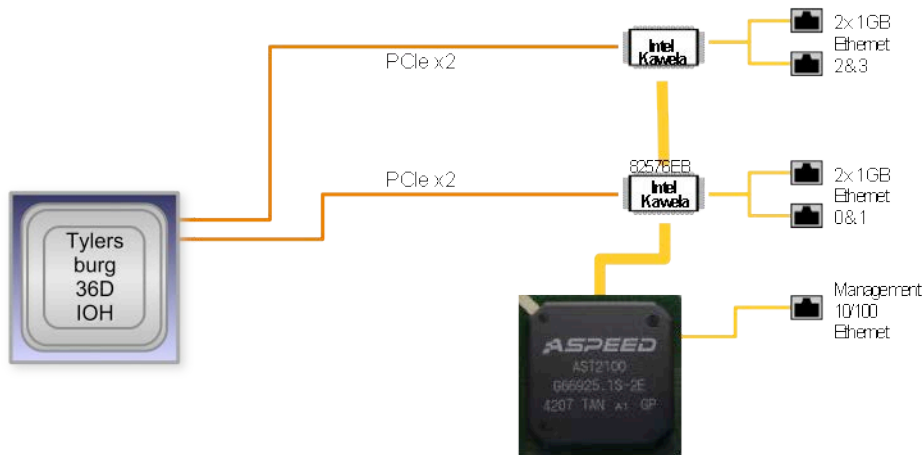 2x 1GB
Ethernet
2&3
Intel
Kawela
PCIe x2
82576EB
Intel
Kawela
2x 1GB
Ethernet
0&1
PCIe x2
Tylers
burg
36D
IOH
Management
10/100
Ethernet
ASPEED
AST2100
G66925.1S-2E
4207 TAN A1 GP